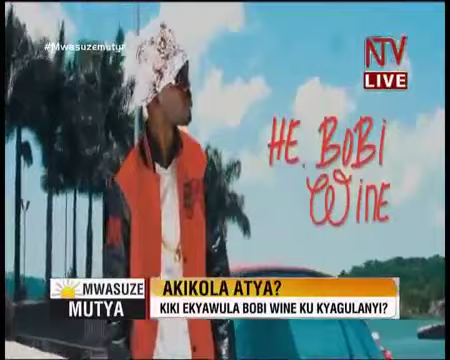 #Mwasuzemutya
NTV
LIVE
HE. BOBI
WINE
MWASUZE
MUTYA
AKIKOLA ATYA?
KIKI EKYAWULA BOBI WINE KU KYAGULANYI?